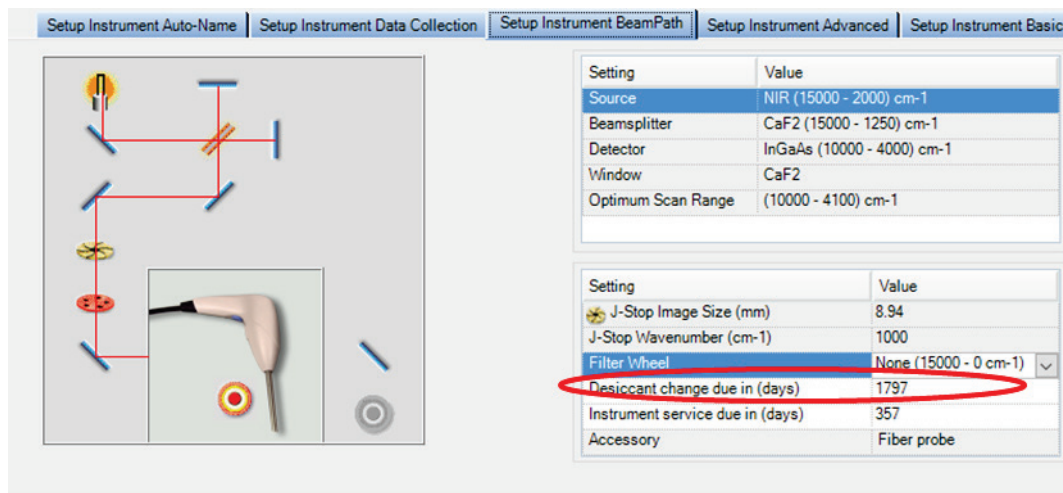 Setup Instrument Auto-Name Setup Instrument Data Collection Setup Instrument BeamPath Setup Instrument Advanced Setup Instrument Basic
Setting Value
Source NIR (15000 - 2000) cm-1
Beamsplitter CaF2 (15000 - 1250) cm-1
Detector InGaAs (10000 - 4000) cm-1
Window CaF2
Optimum Scan Range (10000 - 4100) cm-1
Setting Value
J-Stop Image Size (mm) 8.94
J-Stop Wavenumber (cm-1) 1000
Filter Wheel None (15000 - 0 cm-1)
Desiccant change due in (days) 1797
Instrument service due in (days) 357
Accessory Fiber probe